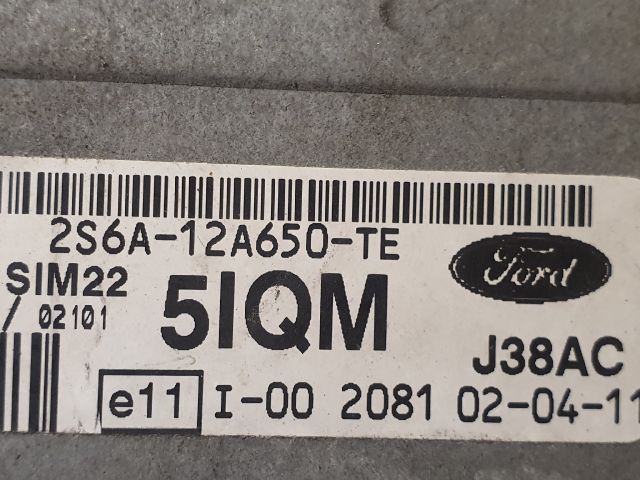 2S6A-12A650-TE
Ford
SIM22
5IQM
/ 02101
J38AC
e11 I-00 2081 02-04-11